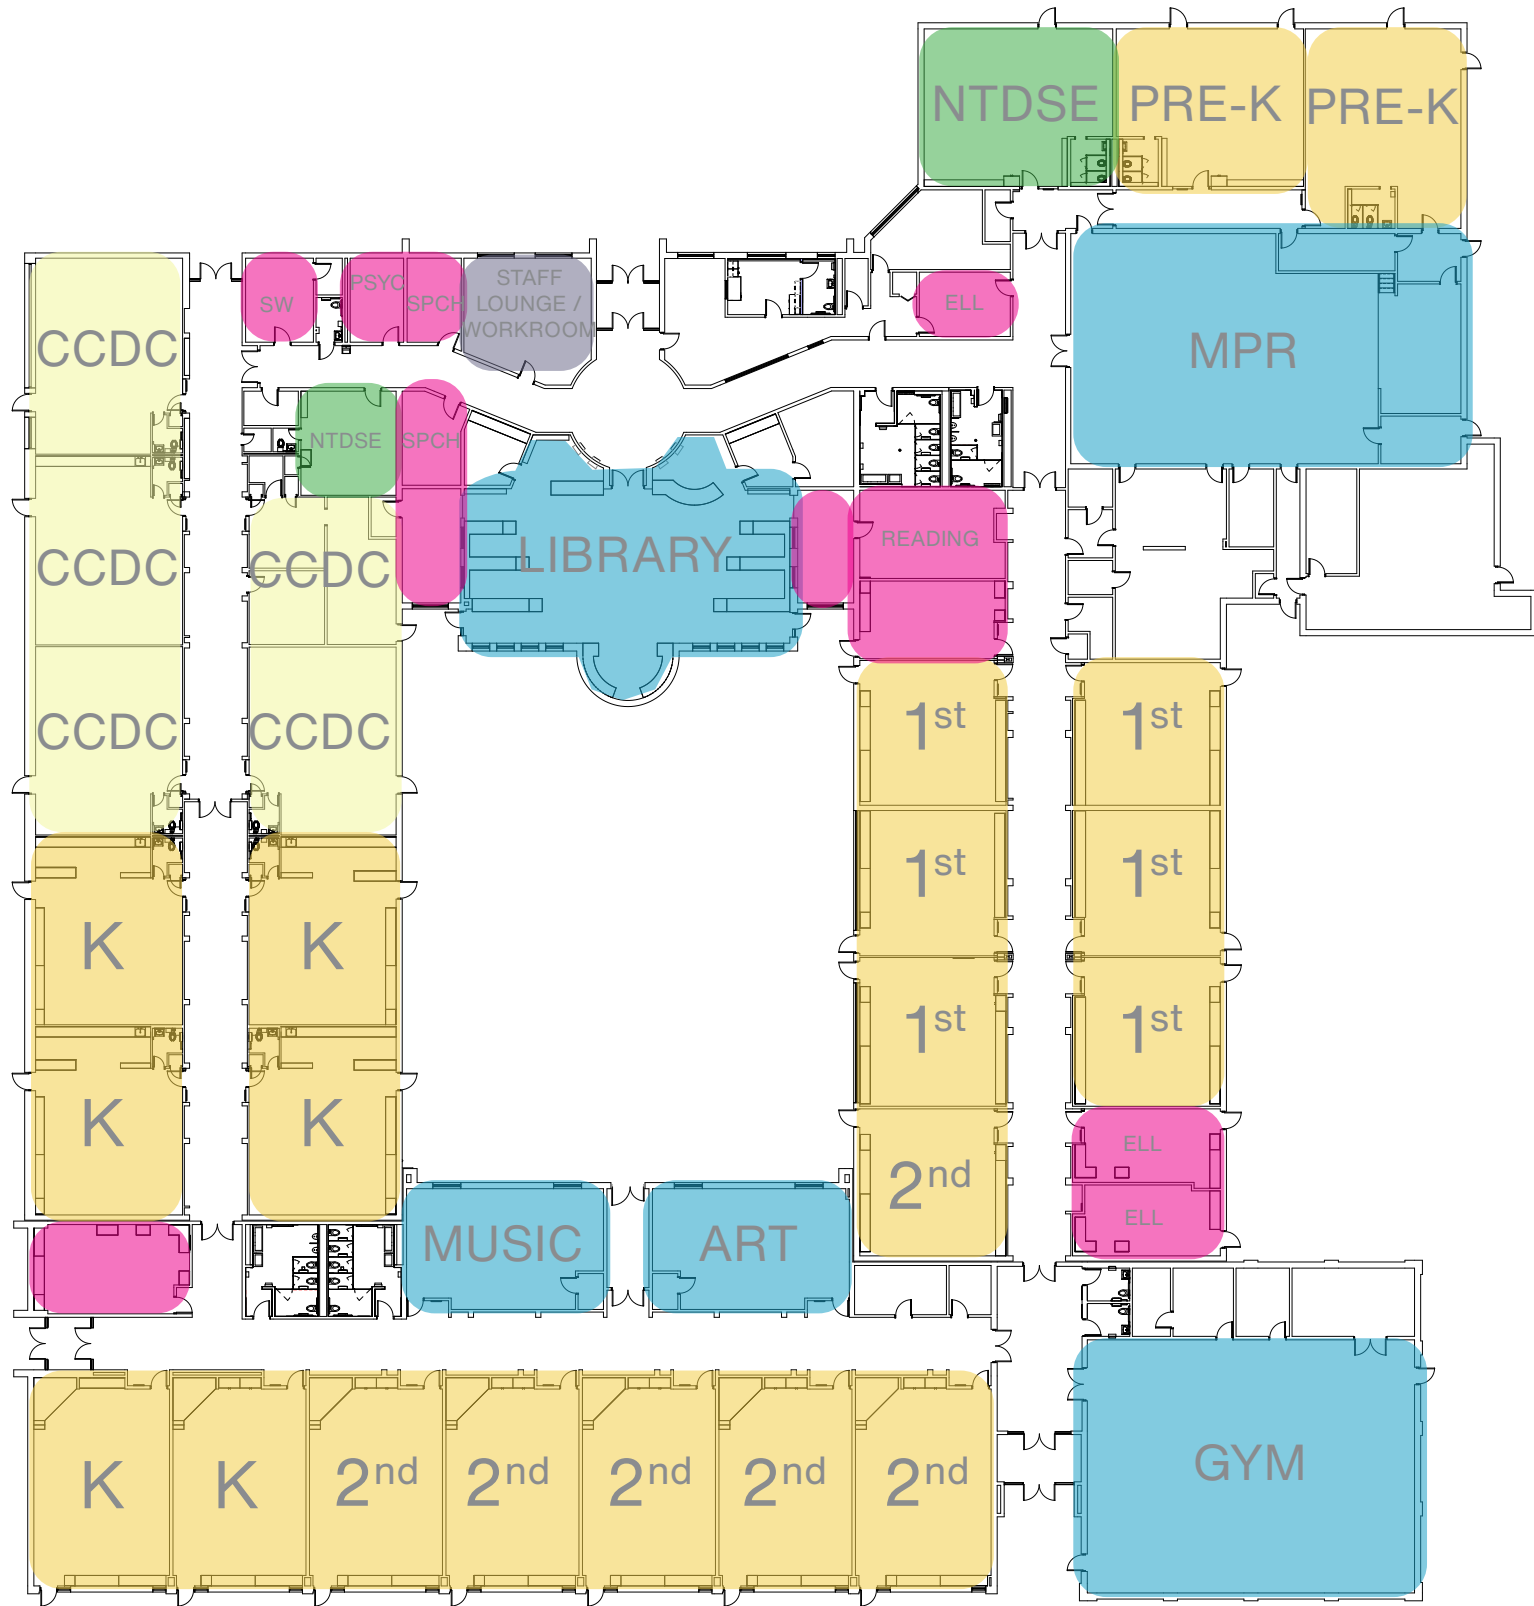 NTDSE
PRE-K
PRE-K
SW
PSYC
SPCH
STAFF
LOUNGE /
WORKROOM
ELL
CCDC
MPR
NTDSE
SPCH
LIBRARY
READING
CCDC
CCDC
CCDC
CCDC
1st
1st
1st
1st
K
K
1st
1st
K
K
2nd
ELL
ELL
MUSIC
ART
K
K
2nd
2nd
2nd
2nd
2nd
GYM